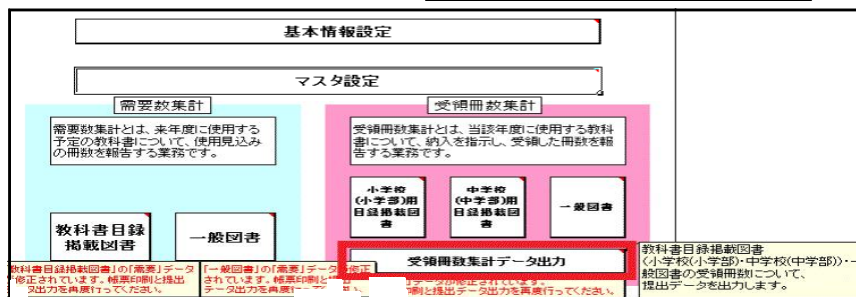 基本情報設定
マスタ設定
需要数集計
需要数集計とは、来年度に使用する
予定の教科書について、使用見込み
の冊数を報告する業務です。
教科書目録
掲載図書
一般図書
教科書目録掲載図書」の「需要」データ
修正されています。帳票印刷と提出
データ出力を再度行ってください。
「一般図書」の「需要」データ 修正
されています。帳票印刷と
データ出力を再度
受領冊数集計
受領冊数集計とは、当該年度に使用する教科
書について、納入を指示し、受領した冊数を報
告する業務です。
小学校
(小学部)用
目録掲載図
書
中学校
(中学部)用
目録掲載図
書
一般図書
受領冊数集計データ出力
データが修正されています。
印刷と提出データ出力を再度行ってください。
教科書目録掲載図書
(小学校(小学部)・中学校(中学部))・一
般図書の受領冊数について、
提出データを出力します。